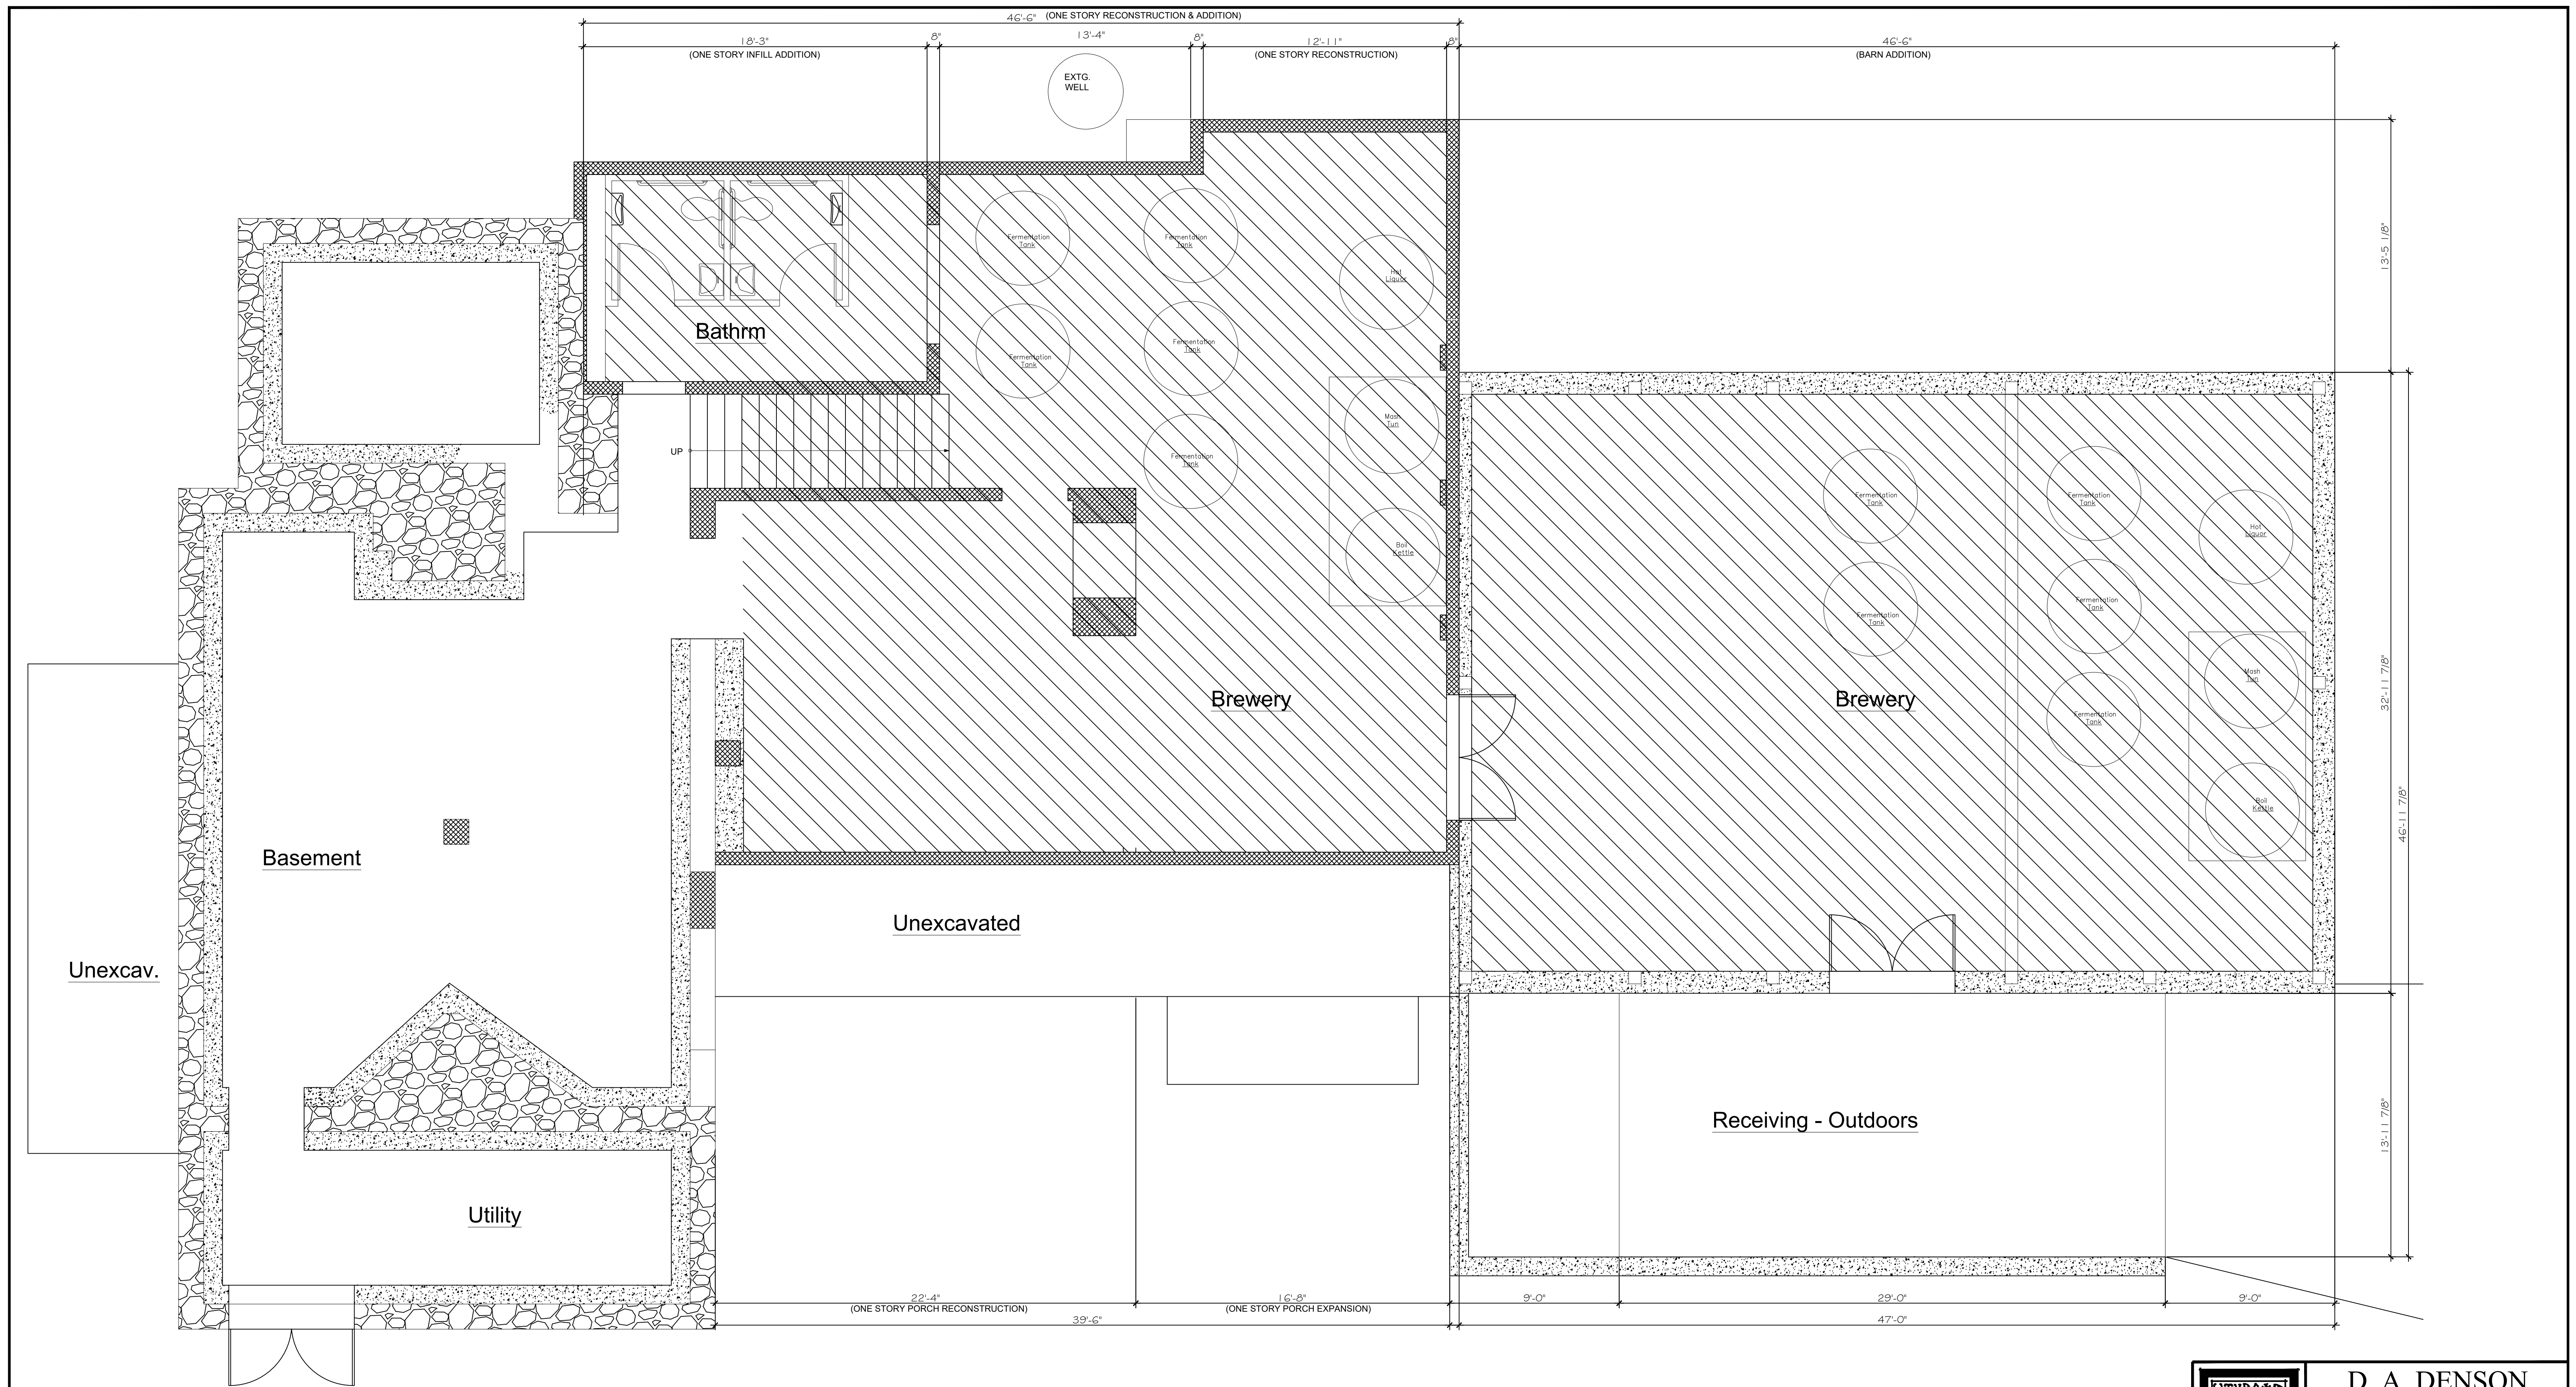 46'-6" (ONE STORY RECONSTRUCTION & ADDITION)
18'-3"
(ONE STORY INFILL ADDITION)
8"
13'-4"
8"
12'-11"
(ONE STORY RECONSTRUCTION)
8"
46'-6"
(BARN ADDITION)
EXTG.
WELL
13'-5 1/8"
Fermentation
Tank
Fermentation
Tank
Hot
Liquor
Bathrm
Fermentation
Tank
Fermentation
Tank
Mash
Tun
UP
Fermentation
Tank
Boil
Kettle
Fermentation
Tank
Fermentation
Tank
Hot
Liquor
Fermentation
Tank
Fermentation
Tank
Mash
Tun
Fermentation
Tank
Boil
Kettle
Brewery
Brewery
32'-11 7/8"
46'-11 7/8"
Basement
Unexcavated
Unexcav.
Receiving - Outdoors
13'-11 7/8"
Utility
22'-4"
(ONE STORY PORCH RECONSTRUCTION)
16'-8"
(ONE STORY PORCH EXPANSION)
9'-0"
29'-0"
9'-0"
39'-6"
47'-0"
D. A. DENSON